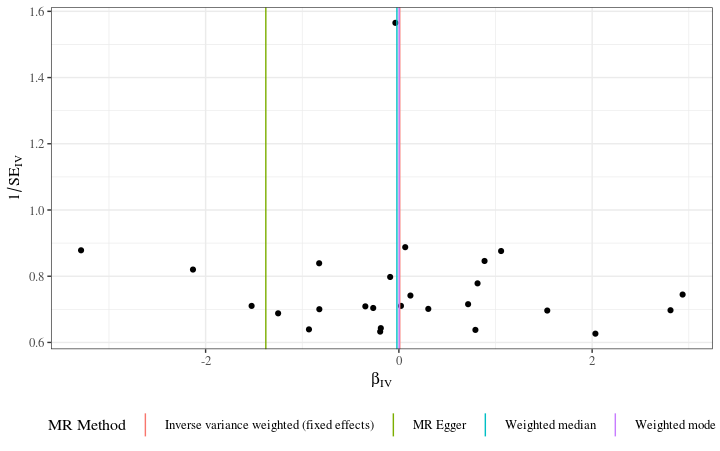 1.6
1.4
1.2
1.0
0.8
0.6
1/SE_IV
-2 0 2
β_IV
MR Method Inverse variance weighted (fixed effects) MR Egger Weighted median Weighted mode